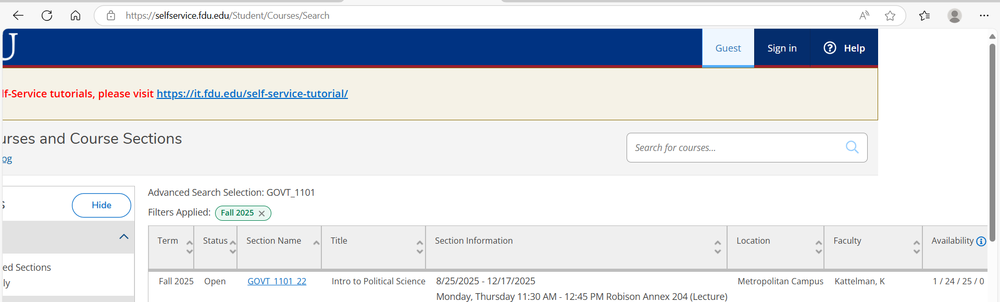 https://selfservice.fdu.edu/Student/Courses/Search
U
Guest
Sign in
Help
lf-Service tutorials, please visit https://it.fdu.edu/self-service-tutorial/
urses and Course Sections
og
Search for courses...
Advanced Search Selection: GOVT_1101
s
Hide
Filters Applied: Fall 2025
Term
Status
Section Name
Title
Section Information
Location
Faculty
Availability
ed Sections
ly
Fall 2025
Open
GOVT_1101_22
Intro to Political Science
8/25/2025 - 12/17/2025
Monday, Thursday 11:30 AM - 12:45 PM Robison Annex 204 (Lecture)
Metropolitan Campus
Kattelman, K
1 / 24 / 25 / 0